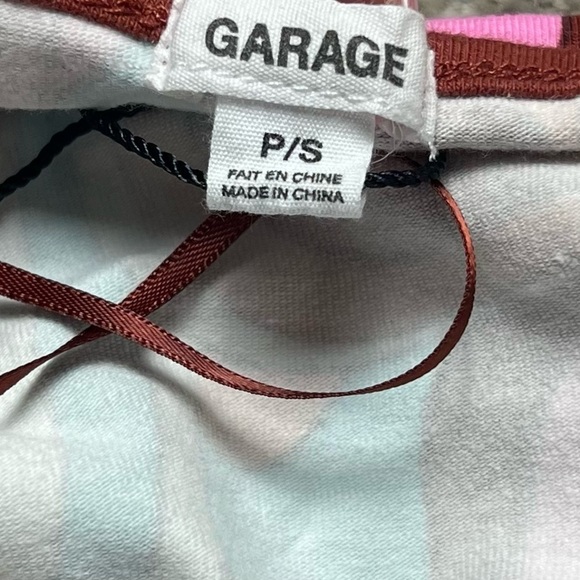 GARAGE
P/S
FAIT EN CHINE
MADE IN CHINA